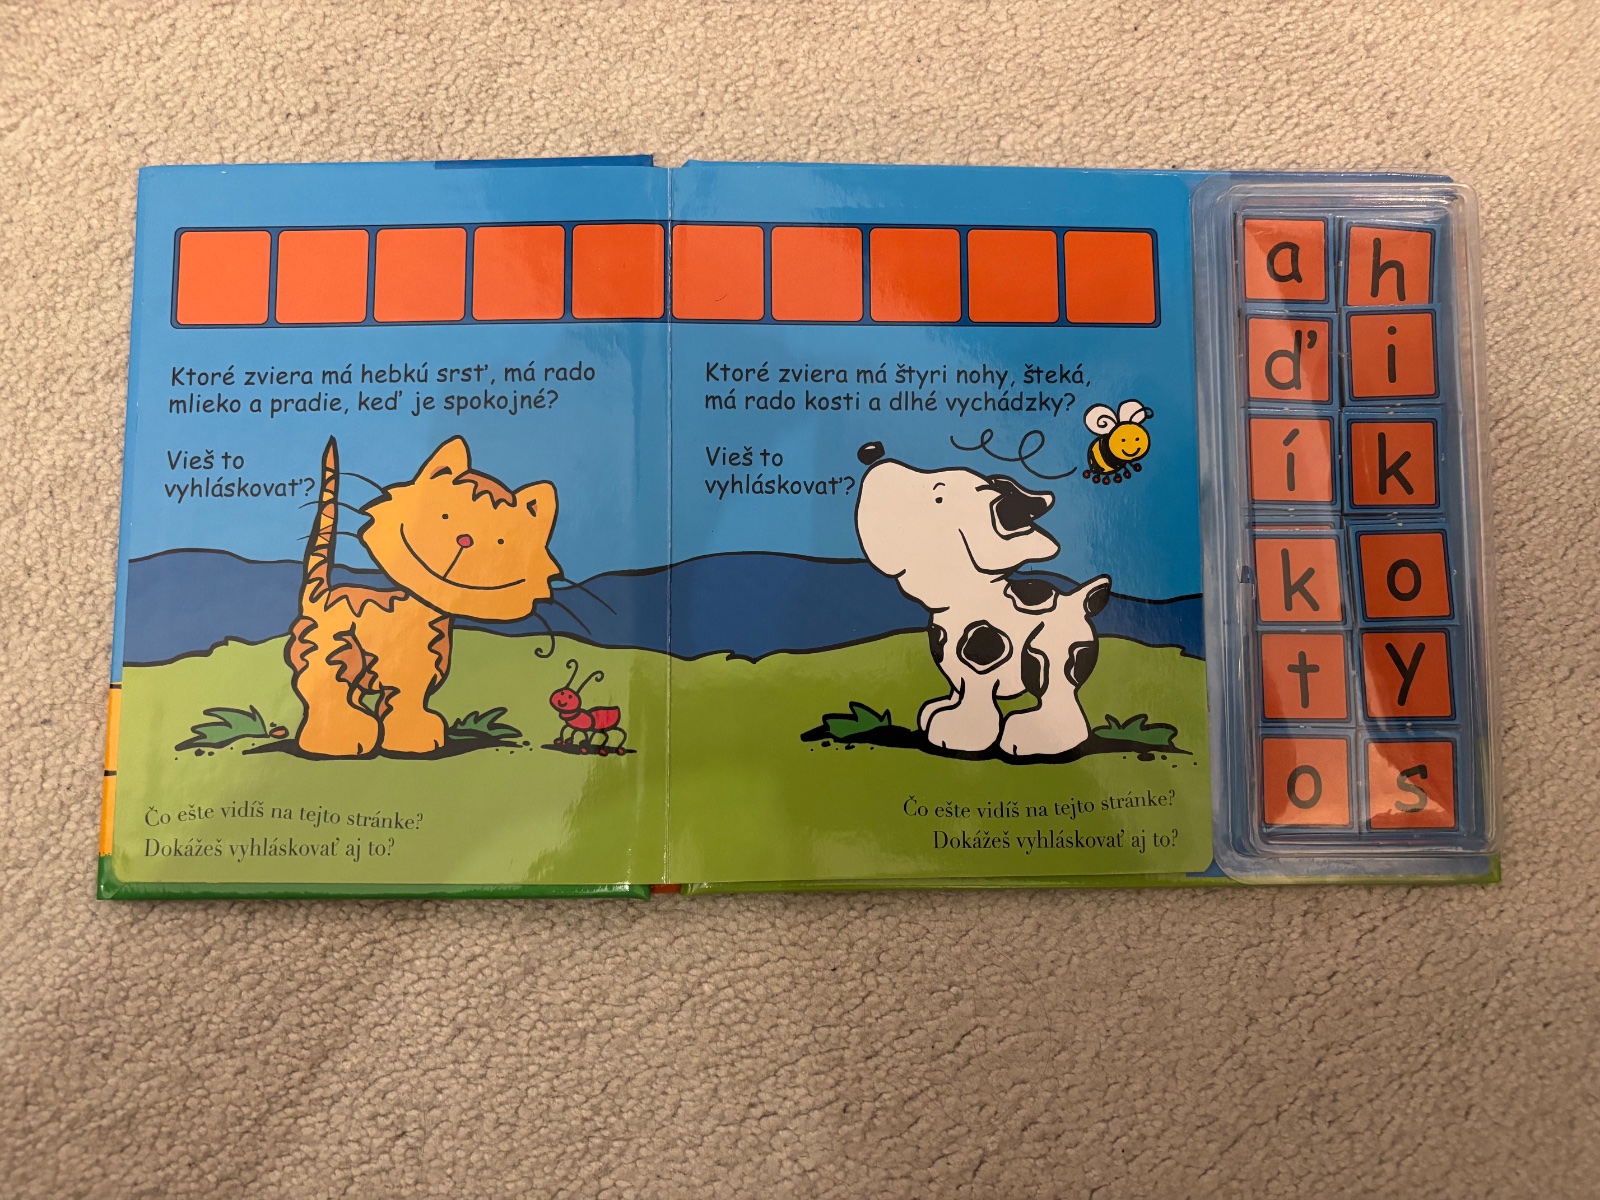 Ktoré zviera má hebkú srsť, má rado
mlieko a pradie, keď je spokojné?
Vieš to
vyhláskovať?
Čo ešte vidíš na tejto stránke?
Dokážeš vyhláskovať aj to?
Ktoré zviera má štyri nohy, šteká,
má rado kosti a dlhé vychádzky?
Vieš to
vyhláskovať?
Čo ešte vidíš na tejto stránke?
Dokážeš vyhláskovať aj to?
a h
ď i
í k
k o
t y
o s